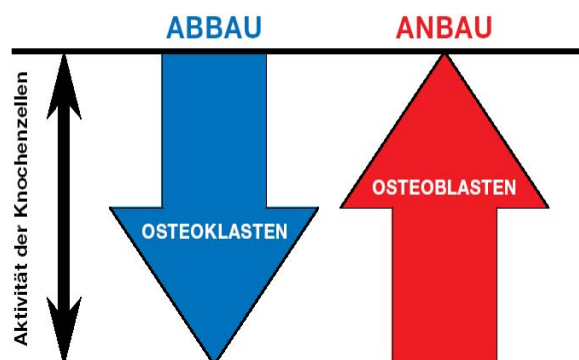 ABBAU
ANBAU
Aktivität der Knochenzellen
OSTEOKLASTEN
OSTEOBLASTEN